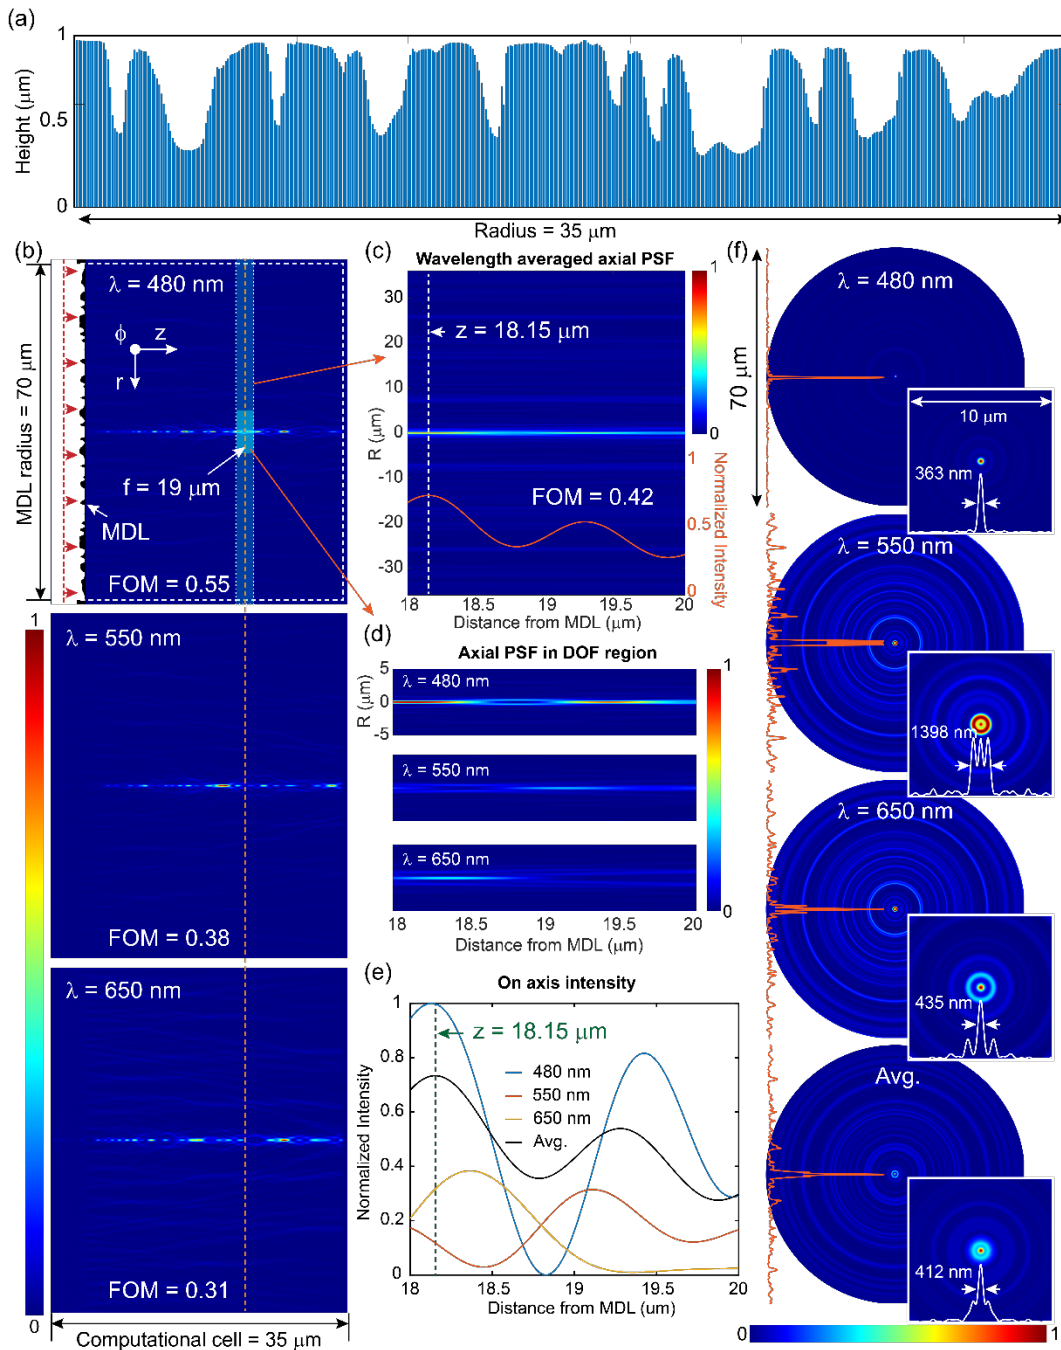 (a)
Height (μm)
1
0.5
0
Radius = 35 μm
(b)
MDL radius = 70 μm
λ = 480 nm
ϕ
z
r
f = 19 μm
MDL
FOM = 0.55
λ = 550 nm
FOM = 0.38
λ = 650 nm
FOM = 0.31
1
0
Computational cell = 35 μm
(c)
Wavelength averaged axial PSF
z = 18.15 μm
R (μm)
30
20
10
0
-10
-20
-30
FOM = 0.42
18
18.5
19
19.5
20
Distance from MDL (μm)
1
0
Normalized Intensity
1
0.5
0
(d)
Axial PSF in DOF region
R (μm)
5
0
-5
λ = 480 nm
λ = 550 nm
λ = 650 nm
18
18.5
19
19.5
20
Distance from MDL (μm)
1
0
(e)
On axis intensity
Normalized Intensity
1
0.8
0.6
0.4
0.2
0
z = 18.15 μm
480 nm
550 nm
650 nm
Avg.
18
18.5
19
19.5
20
Distance from MDL (um)
(f)
70 μm
λ = 480 nm
10 μm
363 nm
λ = 550 nm
1398 nm
λ = 650 nm
435 nm
Avg.
412 nm
0
1